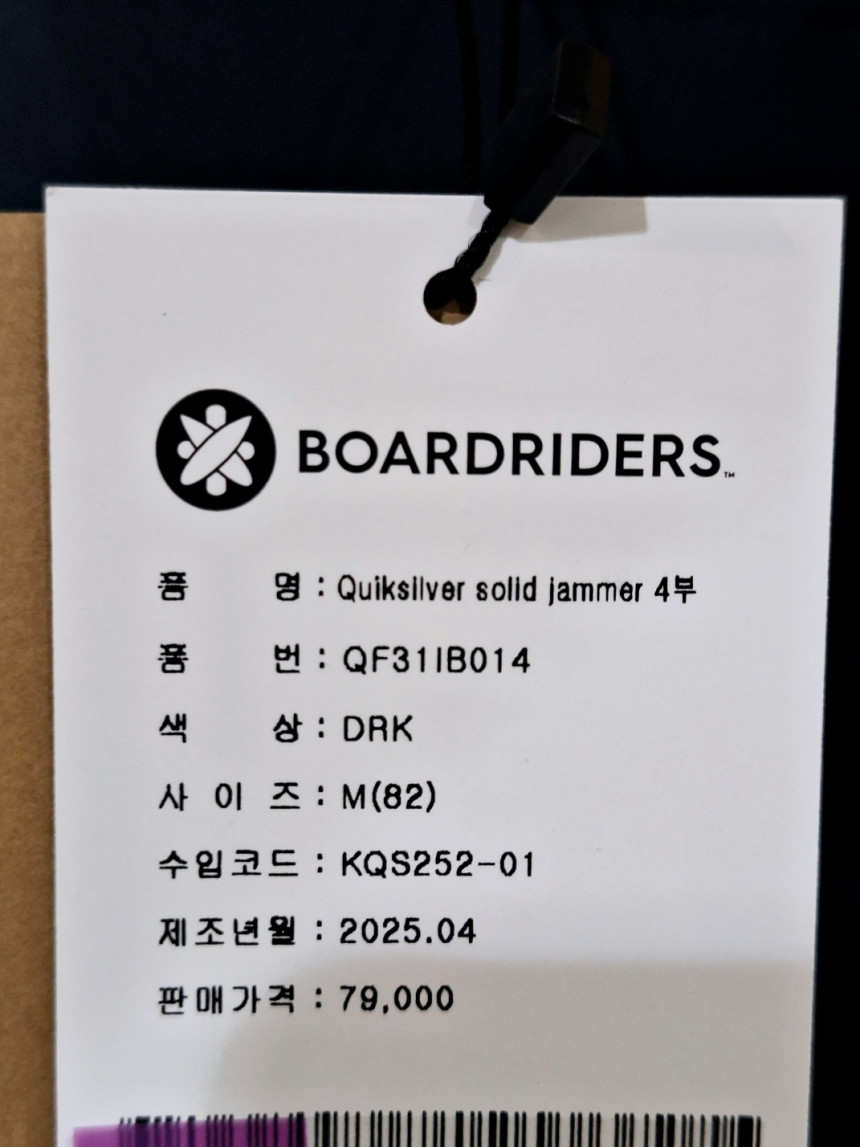 BOARDRIDERS™
품 명 : Quiksilver solid jammer 4부
품 번 : QF31IB014
색 상 : DRK
사 이 즈 : M(82)
수입코드 : KQS252-01
제조년월 : 2025.04
판매가격 : 79,000